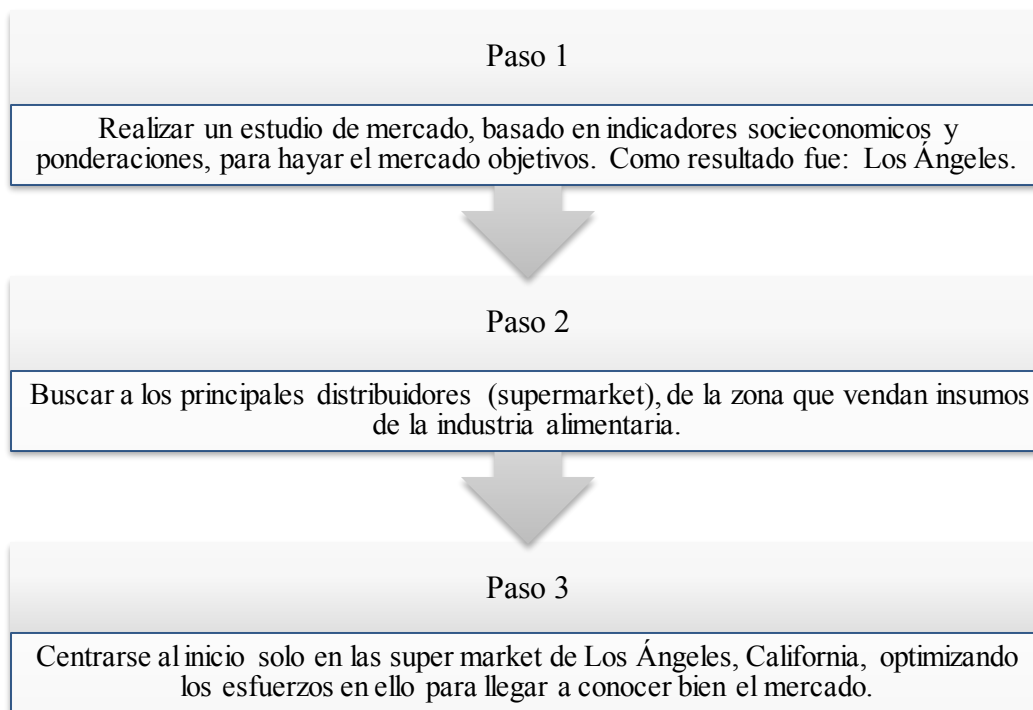 Paso 1
Realizar un estudio de mercado, basado en indicadores socieconomicos y
ponderaciones, para hayar el mercado objetivos. Como resultado fue: Los Ángeles.
Paso 2
Buscar a los principales distribuidores (supermarket), de la zona que vendan insumos
de la industria alimentaria.
Paso 3
Centrarse al inicio solo en las super market de Los Ángeles, California, optimizando
los esfuerzos en ello para llegar a conocer bien el mercado.